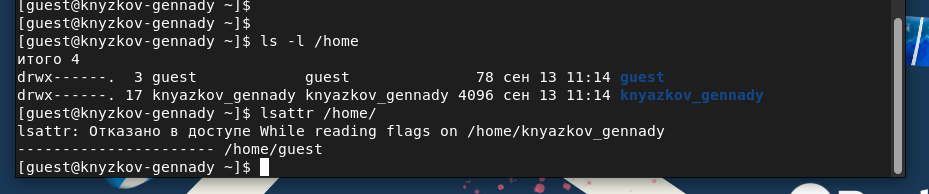 [guest@knyzkov-gennady ~]$
[guest@knyzkov-gennady ~]$
[guest@knyzkov-gennady ~]$ ls -l /home
итого 4
drwx------.  3 guest            guest              78 сен 13 11:14 guest
drwx------. 17 knyazkov_gennady knyazkov_gennady 4096 сен 13 11:14 knyazkov_gennady
[guest@knyzkov-gennady ~]$ lsattr /home/
lsattr: Отказано в доступе While reading flags on /home/knyazkov_gennady
---------------------- /home/guest
[guest@knyzkov-gennady ~]$